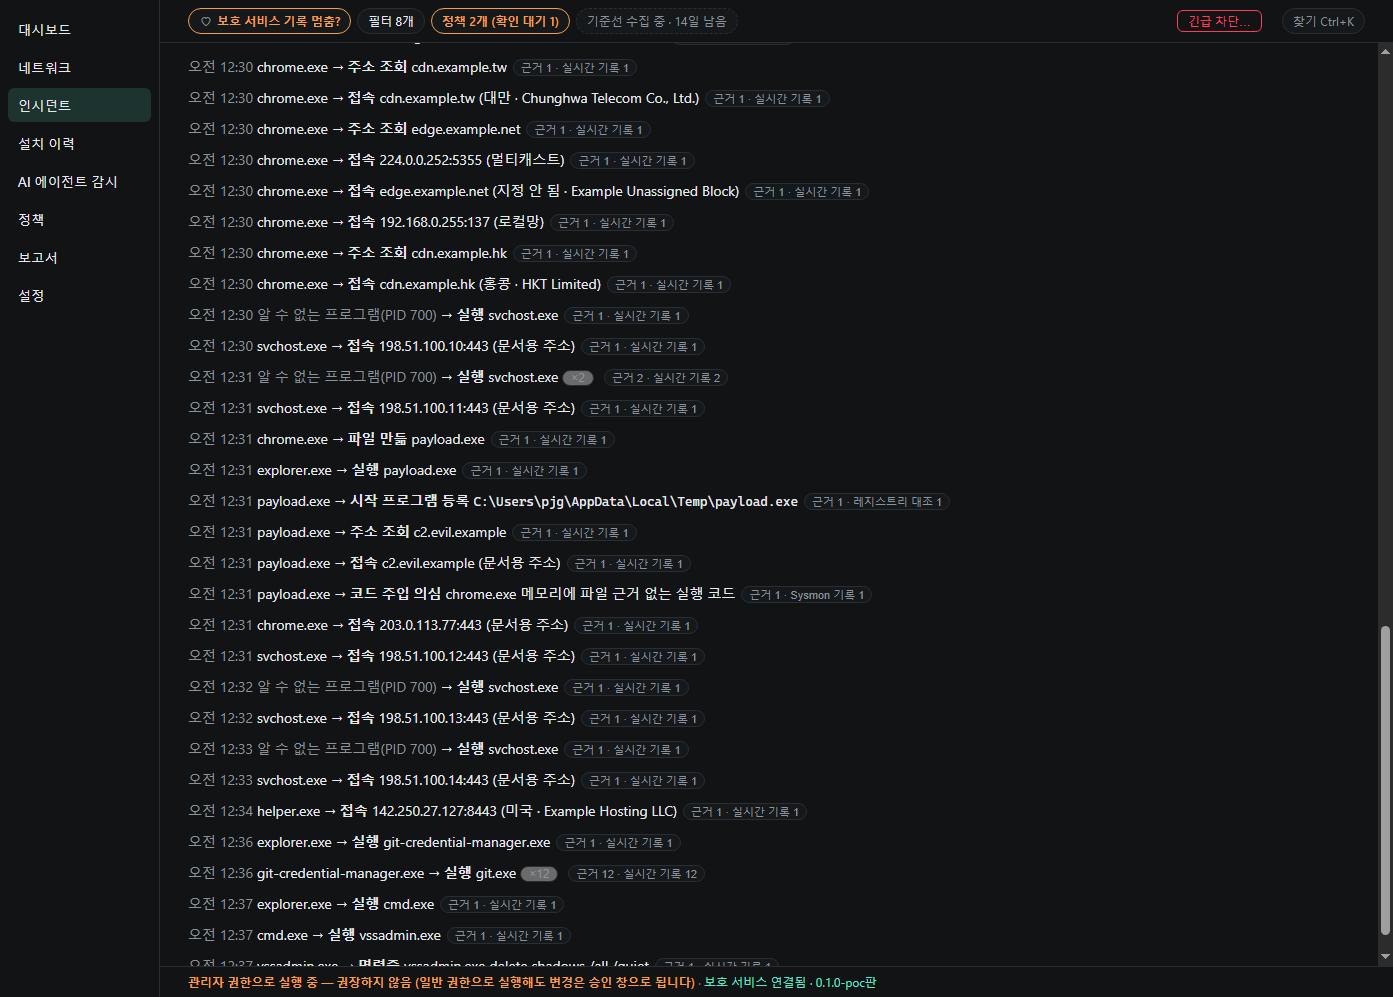 대시보드
네트워크
인시던트
설치 이력
AI 에이전트 감시
정책
보고서
설정
♡ 보호 서비스 기록 멈춤? 필터 8개 정책 2개 (확인 대기 1) 기준선 수집 중 · 14일 남음 긴급 차단... 찾기 Ctrl+K
오전 12:30 chrome.exe → 주소 조회 cdn.example.tw 근거 1 · 실시간 기록 1
오전 12:30 chrome.exe → 접속 cdn.example.tw (대만 · Chunghwa Telecom Co., Ltd.) 근거 1 · 실시간 기록 1
오전 12:30 chrome.exe → 주소 조회 edge.example.net 근거 1 · 실시간 기록 1
오전 12:30 chrome.exe → 접속 224.0.0.252:5355 (멀티캐스트) 근거 1 · 실시간 기록 1
오전 12:30 chrome.exe → 접속 edge.example.net (지정 안 됨 · Example Unassigned Block) 근거 1 · 실시간 기록 1
오전 12:30 chrome.exe → 접속 192.168.0.255:137 (로컬망) 근거 1 · 실시간 기록 1
오전 12:30 chrome.exe → 주소 조회 cdn.example.hk 근거 1 · 실시간 기록 1
오전 12:30 chrome.exe → 접속 cdn.example.hk (홍콩 · HKT Limited) 근거 1 · 실시간 기록 1
오전 12:30 알 수 없는 프로그램(PID 700) → 실행 svchost.exe 근거 1 · 실시간 기록 1
오전 12:30 svchost.exe → 접속 198.51.100.10:443 (문서용 주소) 근거 1 · 실시간 기록 1
오전 12:31 알 수 없는 프로그램(PID 700) → 실행 svchost.exe ×2 근거 2 · 실시간 기록 2
오전 12:31 svchost.exe → 접속 198.51.100.11:443 (문서용 주소) 근거 1 · 실시간 기록 1
오전 12:31 chrome.exe → 파일 만듦 payload.exe 근거 1 · 실시간 기록 1
오전 12:31 explorer.exe → 실행 payload.exe 근거 1 · 실시간 기록 1
오전 12:31 payload.exe → 시작 프로그램 등록 C:\Users\pjg\AppData\Local\Temp\payload.exe 근거 1 · 레지스트리 대조 1
오전 12:31 payload.exe → 주소 조회 c2.evil.example 근거 1 · 실시간 기록 1
오전 12:31 payload.exe → 접속 c2.evil.example (문서용 주소) 근거 1 · 실시간 기록 1
오전 12:31 payload.exe → 코드 주입 의심 chrome.exe 메모리에 파일 근거 없는 실행 코드 근거 1 · Sysmon 기록 1
오전 12:31 chrome.exe → 접속 203.0.113.77:443 (문서용 주소) 근거 1 · 실시간 기록 1
오전 12:31 svchost.exe → 접속 198.51.100.12:443 (문서용 주소) 근거 1 · 실시간 기록 1
오전 12:32 알 수 없는 프로그램(PID 700) → 실행 svchost.exe 근거 1 · 실시간 기록 1
오전 12:32 svchost.exe → 접속 198.51.100.13:443 (문서용 주소) 근거 1 · 실시간 기록 1
오전 12:33 알 수 없는 프로그램(PID 700) → 실행 svchost.exe 근거 1 · 실시간 기록 1
오전 12:33 svchost.exe → 접속 198.51.100.14:443 (문서용 주소) 근거 1 · 실시간 기록 1
오전 12:34 helper.exe → 접속 142.250.27.127:8443 (미국 · Example Hosting LLC) 근거 1 · 실시간 기록 1
오전 12:36 explorer.exe → 실행 git-credential-manager.exe 근거 1 · 실시간 기록 1
오전 12:36 git-credential-manager.exe → 실행 git.exe ×12 근거 12 · 실시간 기록 12
오전 12:37 explorer.exe → 실행 cmd.exe 근거 1 · 실시간 기록 1
오전 12:37 cmd.exe → 실행 vssadmin.exe 근거 1 · 실시간 기록 1
오전 12:37 vssadmin.exe → 명령줄 vssadmin.exe delete shadows /all /quiet 근거 1 · 실시간 기록 1
관리자 권한으로 실행 중 — 권장하지 않음 (일반 권한으로 실행해도 변경은 승인 창으로 됩니다) · 보호 서비스 연결됨 · 0.1.0-poc판